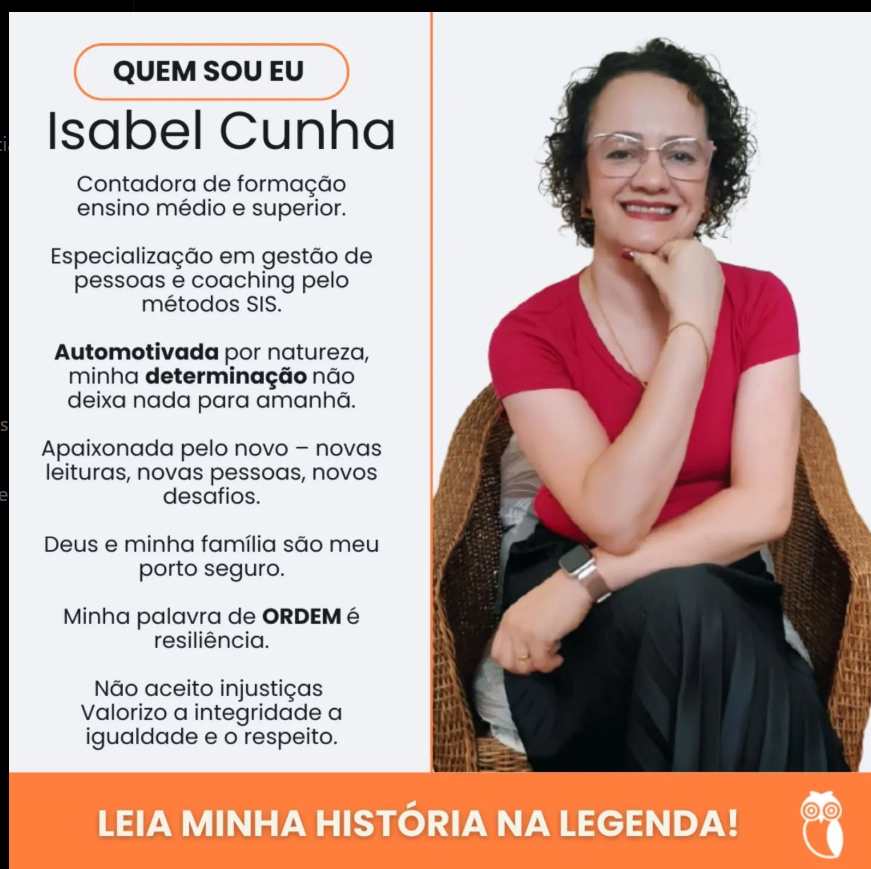 QUEM SOU EU
Isabel Cunha
Contadora de formação
ensino médio e superior.
Especialização em gestão de
pessoas e coaching pelo
métodos SIS.
Automotivada por natureza,
minha determinação não
deixa nada para amanhã.
Apaixonada pelo novo – novas
leituras, novas pessoas, novos
desafios.
Deus e minha família são meu
porto seguro.
Minha palavra de ORDEM é
resiliência.
Não aceito injustiças
Valorizo a integridade a
igualdade e o respeito.
LEIA MINHA HISTÓRIA NA LEGENDA!